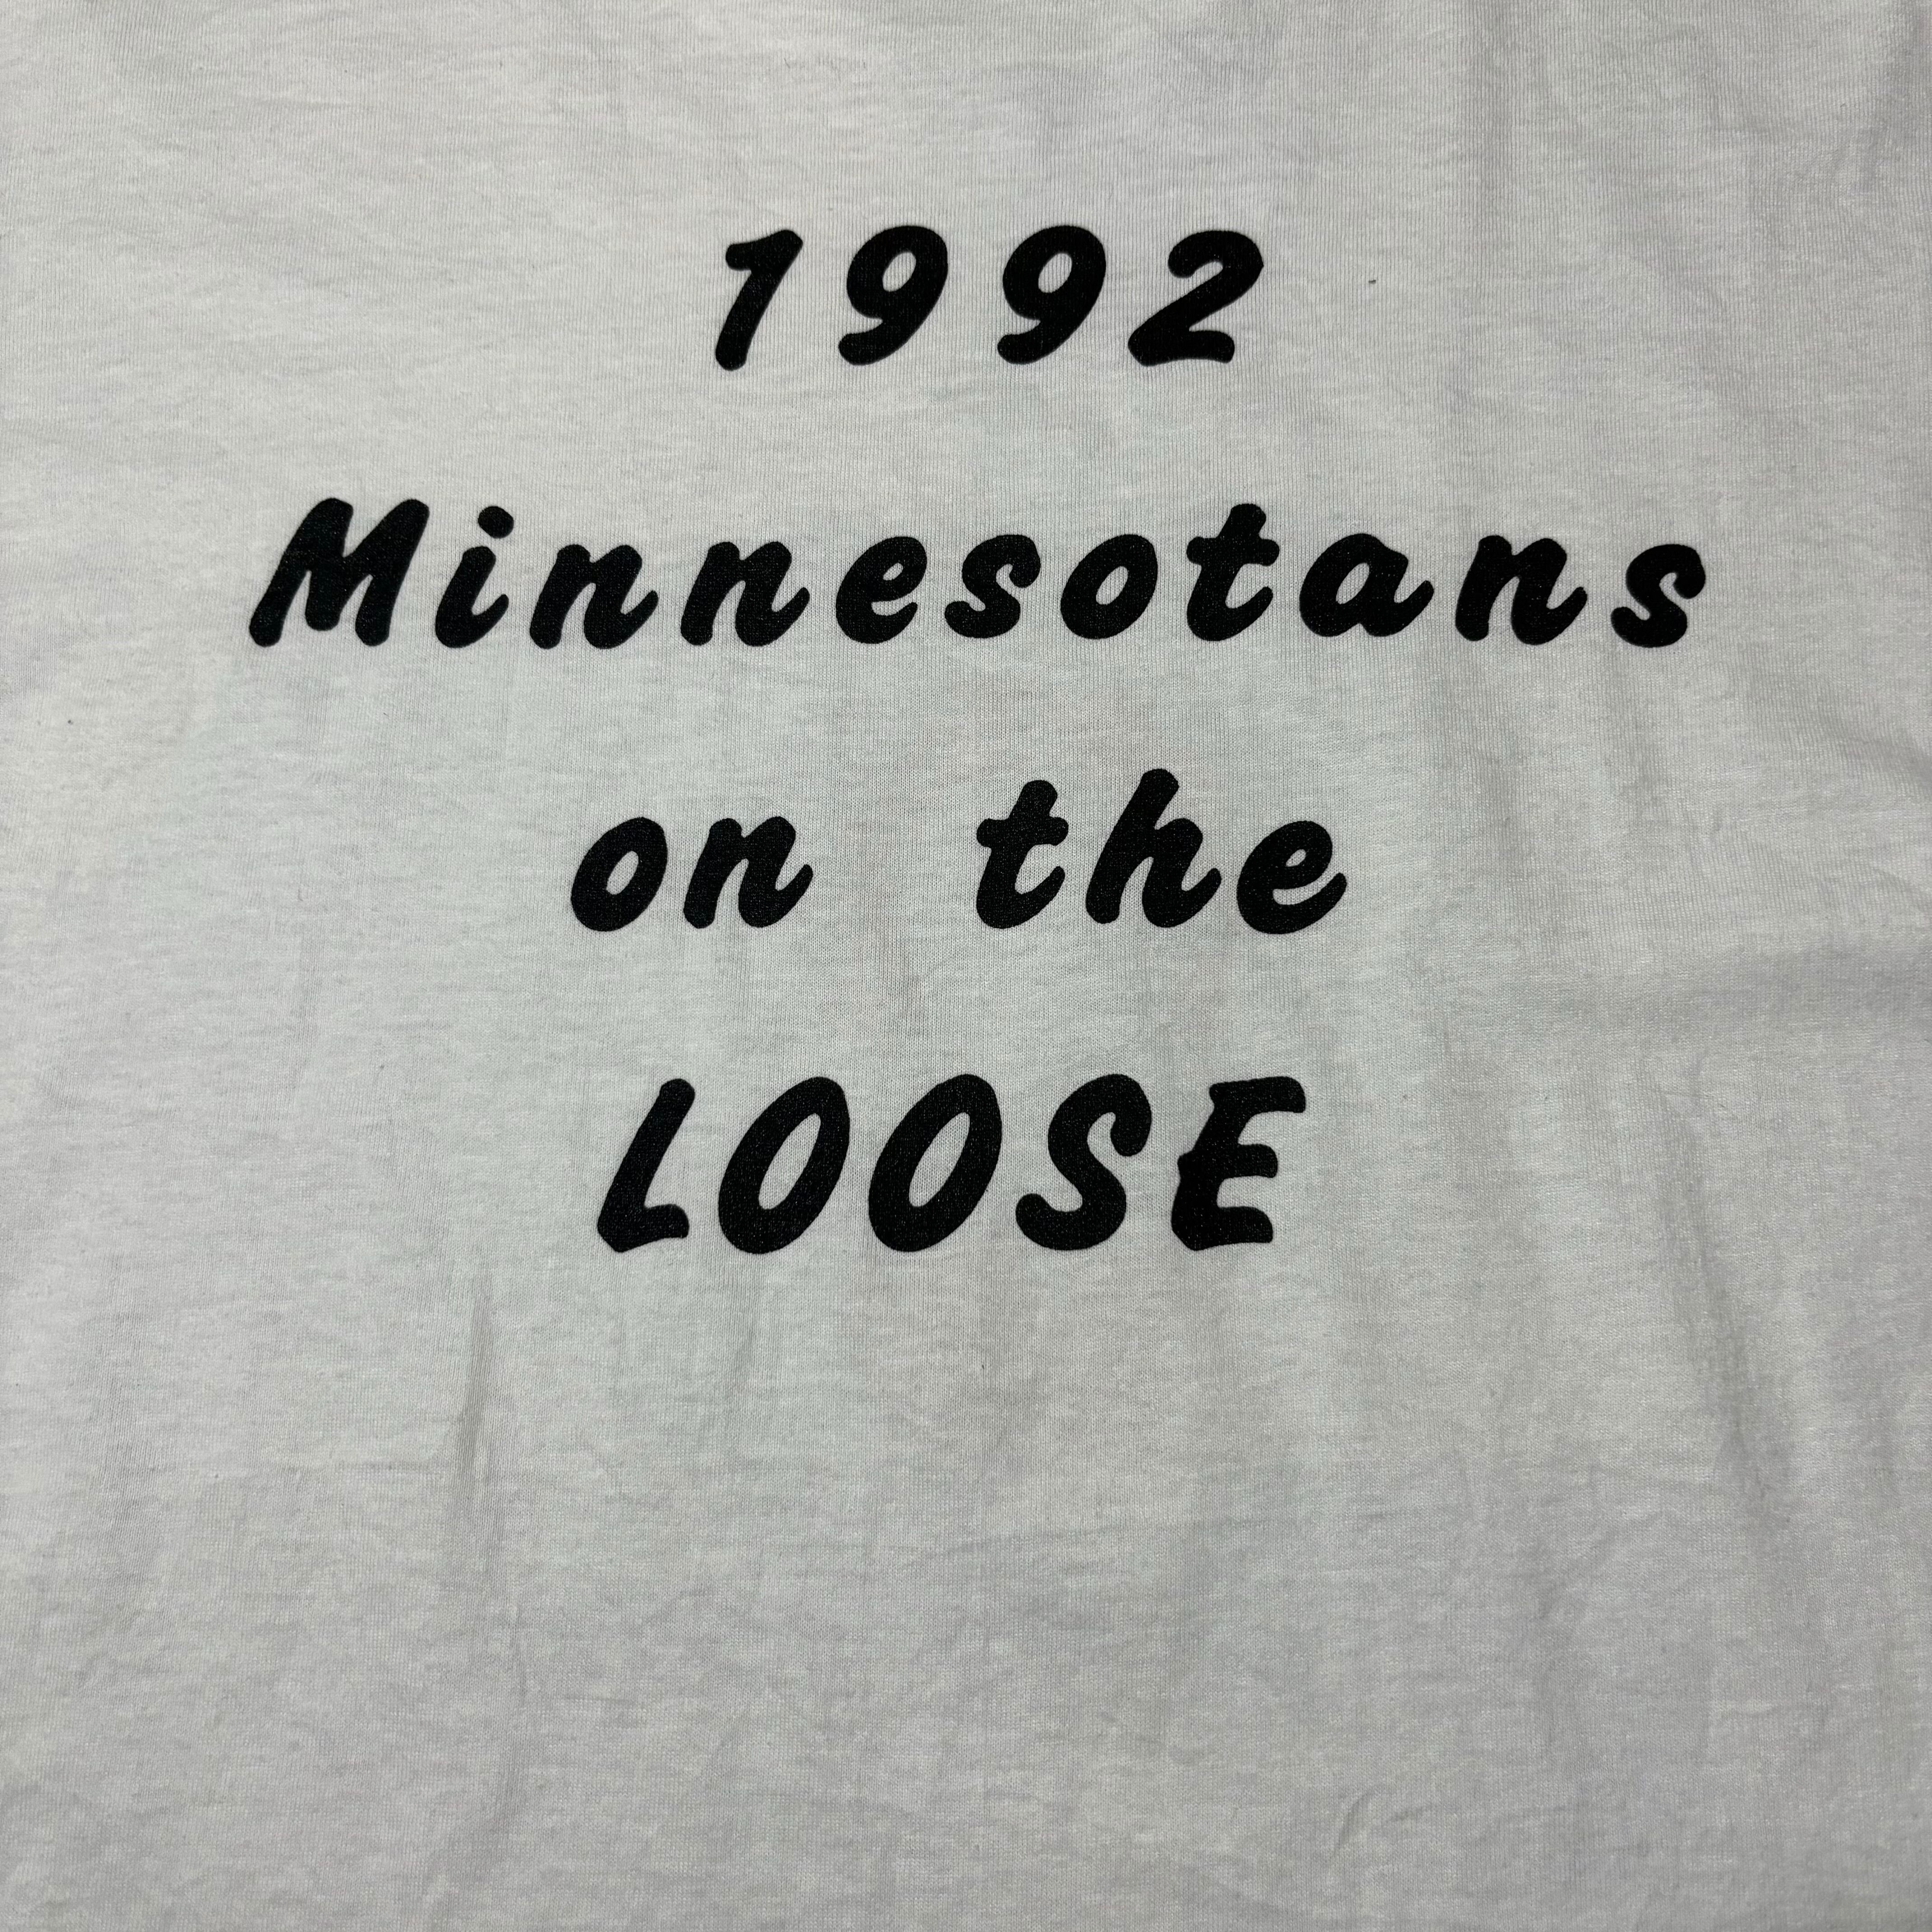 1992
Minnesotans
on the
LOOSE